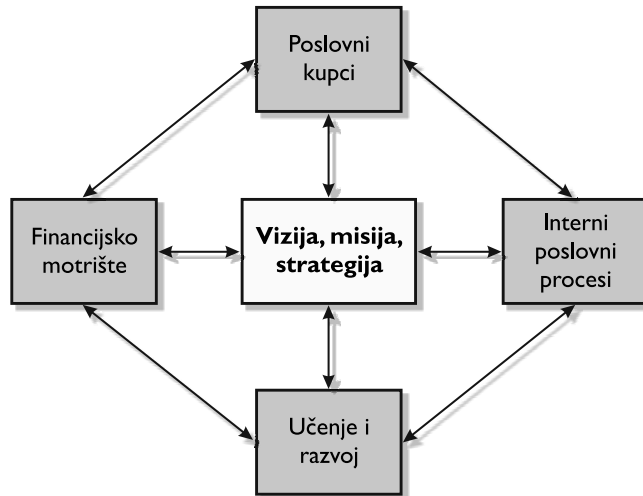 Poslovni
kupci
Financijsko
motrište
Vizija, misija,
strategija
Interni
poslovni
procesi
Učenje i
razvoj